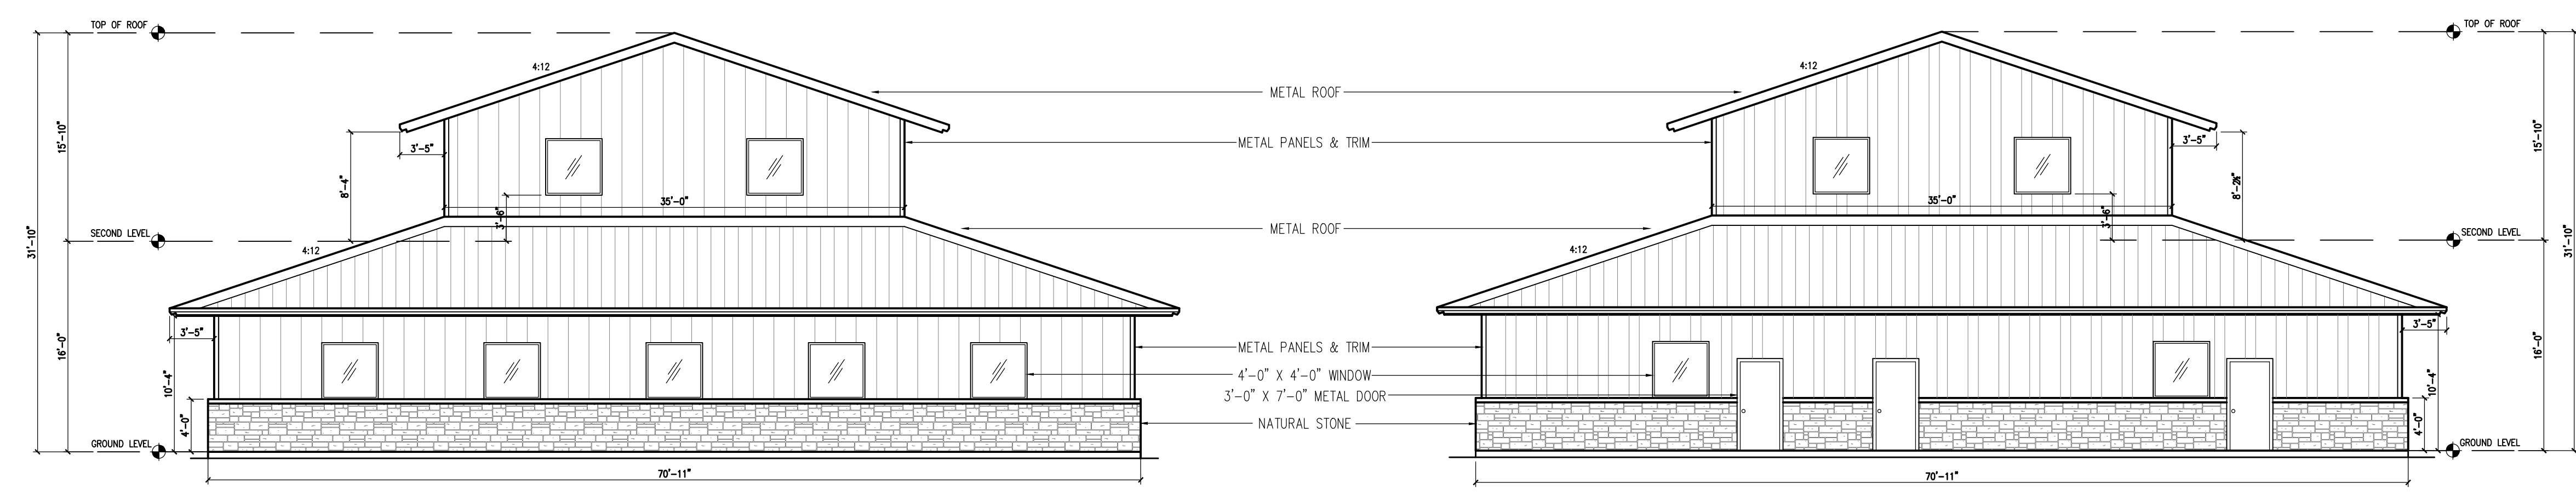 TOP OF ROOF
4:12
15'-10"
3'-5"
8'-4"
35'-0"
3'-6"
SECOND LEVEL
31'-10"
4:12
3'-5"
16'-0"
10'-4"
4'-0"
GROUND LEVEL
70'-11"
METAL ROOF
METAL PANELS & TRIM
METAL ROOF
METAL PANELS & TRIM
4'-0" X 4'-0" WINDOW
3'-0" X 7'-0" METAL DOOR
NATURAL STONE
TOP OF ROOF
4:12
15'-10"
3'-5"
8'-2½"
35'-0"
3'-6"
SECOND LEVEL
31'-10"
4:12
3'-5"
16'-0"
10'-4"
4'-0"
GROUND LEVEL
70'-11"